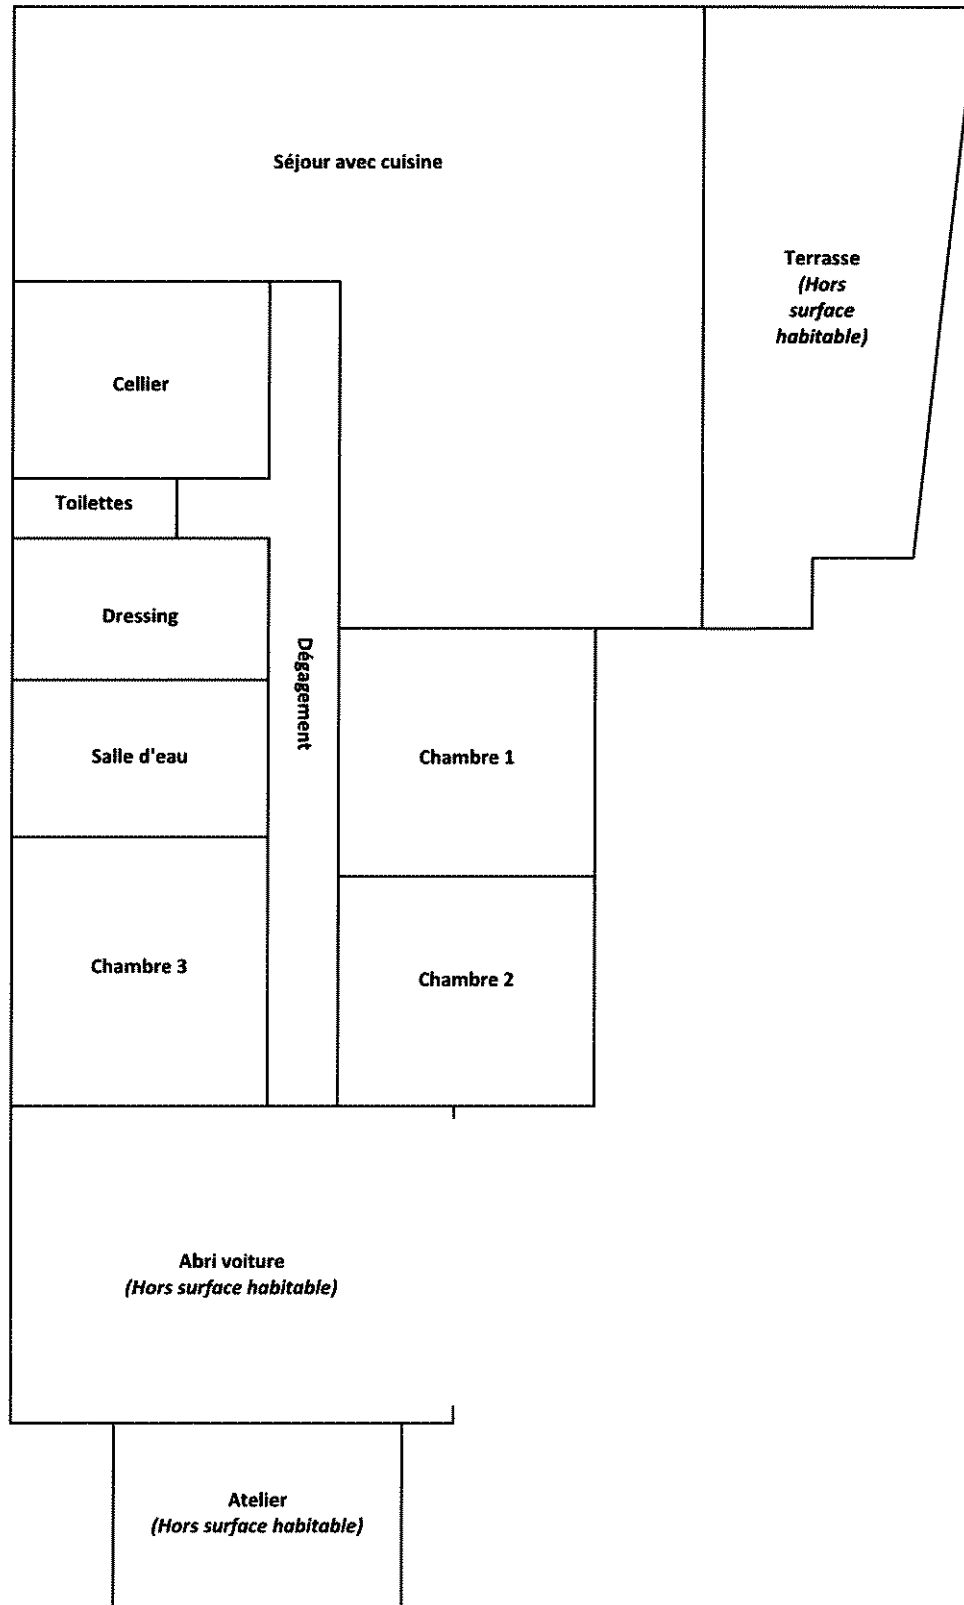 Séjour avec cuisine
Terrasse
(Hors
surface
habitable)
Cellier
Toilettes
Dressing
Dégagement
Salle d'eau
Chambre 1
Chambre 3
Chambre 2
Abri voiture
(Hors surface habitable)
Atelier
(Hors surface habitable)